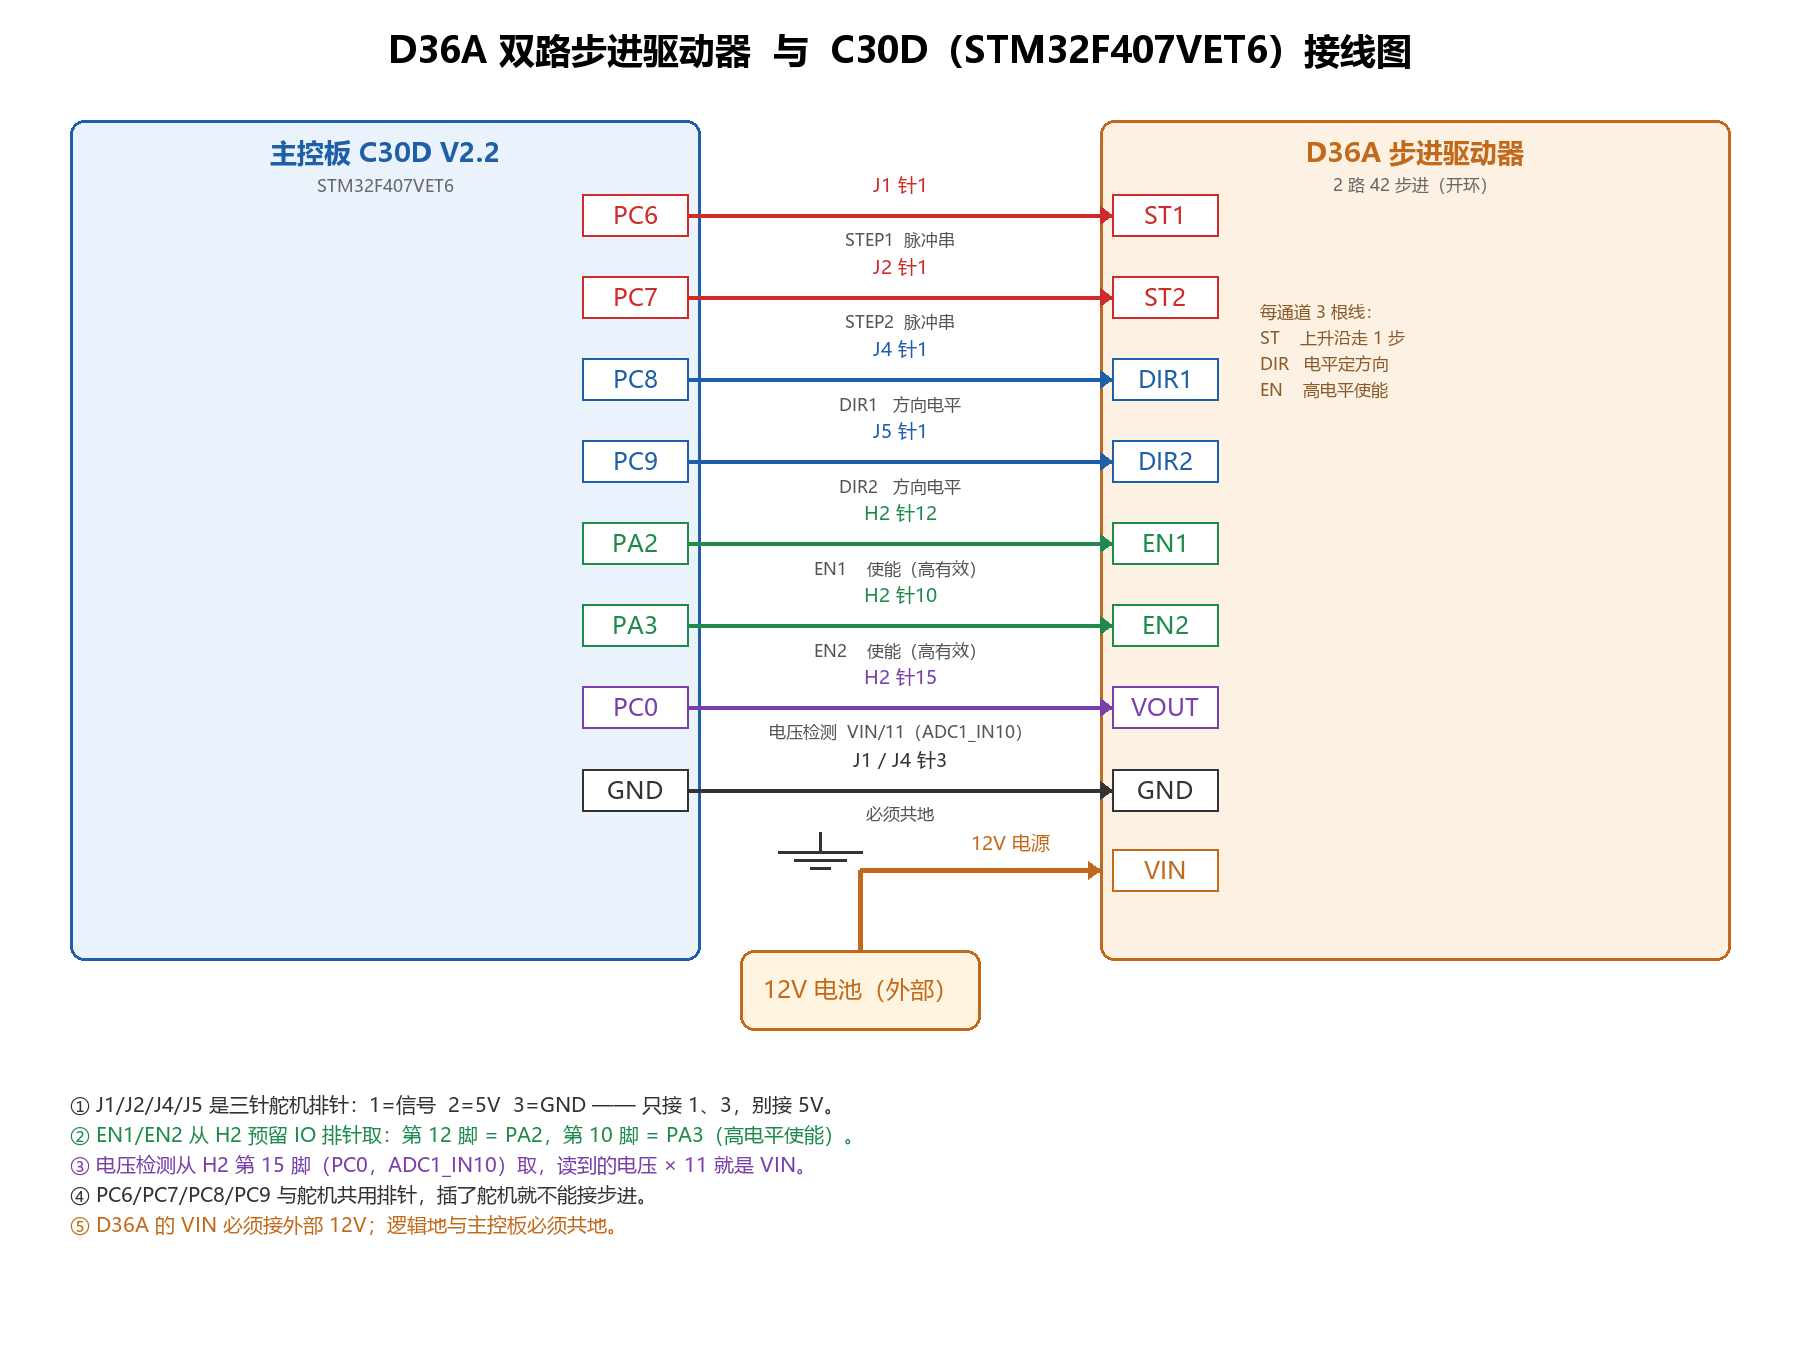 D36A 双路步进驱动器 与 C30D（STM32F407VET6）接线图
主控板 C30D V2.2
STM32F407VET6
D36A 步进驱动器
2 路 42 步进（开环）
PC6
J1 针1
ST1
STEP1 脉冲串
PC7
J2 针1
ST2
STEP2 脉冲串
PC8
J4 针1
DIR1
DIR1 方向电平
PC9
J5 针1
DIR2
DIR2 方向电平
PA2
H2 针12
EN1
EN1 使能（高有效）
PA3
H2 针10
EN2
EN2 使能（高有效）
PC0
H2 针15
VOUT
电压检测 VIN/11（ADC1_IN10）
GND
J1 / J4 针3
GND
必须共地
12V 电源
VIN
12V 电池（外部）
每通道 3 根线：
ST 上升沿走 1 步
DIR 电平定方向
EN 高电平使能
① J1/J2/J4/J5 是三针舵机排针：1=信号 2=5V 3=GND —— 只接 1、3，别接 5V。
② EN1/EN2 从 H2 预留 IO 排针取：第 12 脚 = PA2，第 10 脚 = PA3（高电平使能）。
③ 电压检测从 H2 第 15 脚（PC0，ADC1_IN10）取，读到的电压 × 11 就是 VIN。
④ PC6/PC7/PC8/PC9 与舵机共用排针，插了舵机就不能接步进。
⑤ D36A 的 VIN 必须接外部 12V；逻辑地与主控板必须共地。